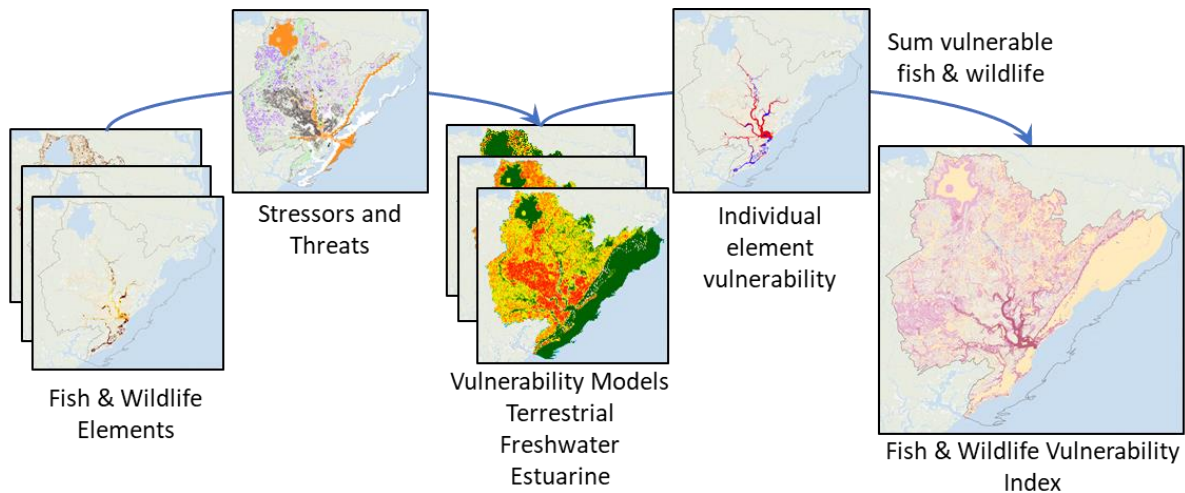 Sum vulnerable
fish & wildlife
Stressors and
Threats
Individual
element
vulnerability
Fish & Wildlife
Elements
Vulnerability Models
Terrestrial
Freshwater
Estuarine
Fish & Wildlife Vulnerability
Index